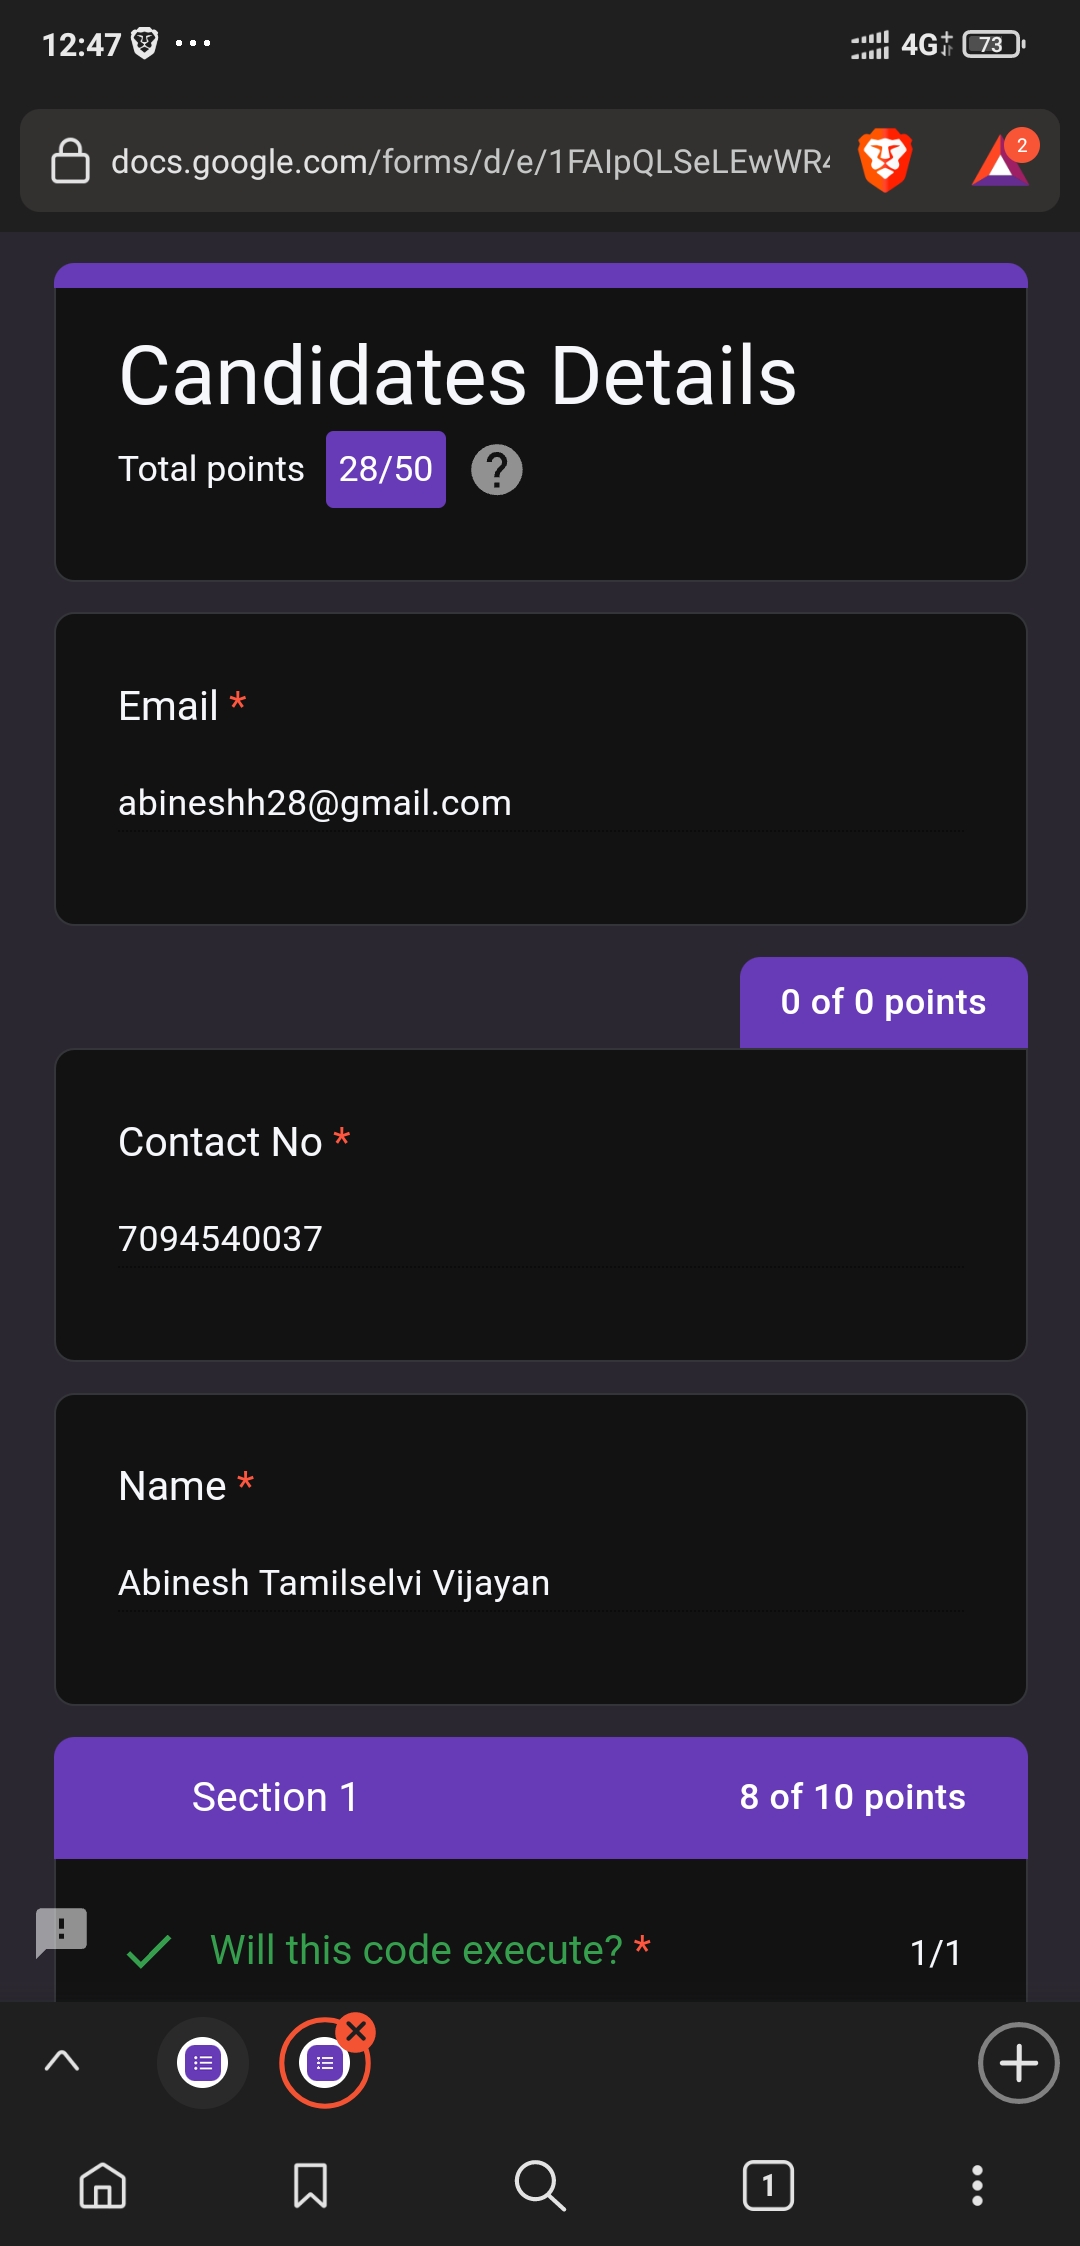 12:47
4G
73
docs.google.com/forms/d/e/1FAIpQLSeLEwWR4
2
Candidates Details
Total points 28/50
?
Email *
abineshh28@gmail.com
0 of 0 points
Contact No *
7094540037
Name *
Abinesh Tamilselvi Vijayan
Section 1
8 of 10 points
Will this code execute? *
1/1
1